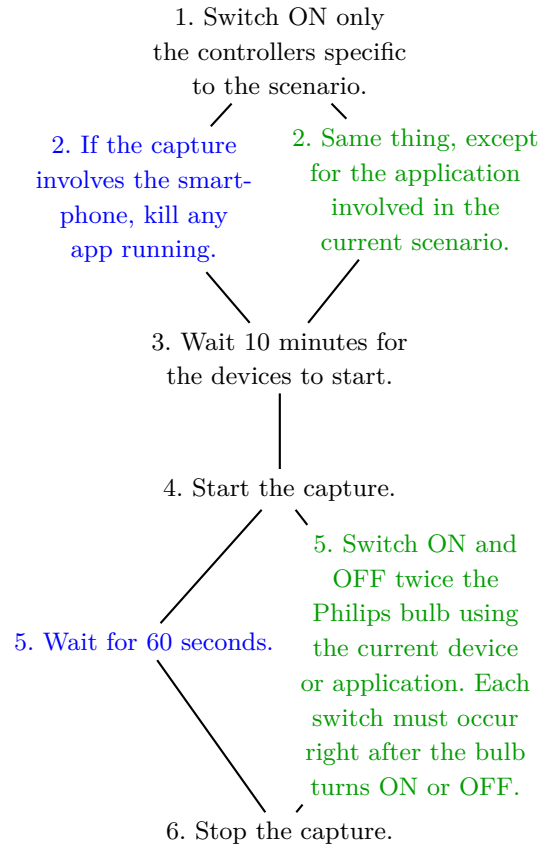 1. Switch ON only
the controllers specific
to the scenario.
2. If the capture
involves the smart-
phone, kill any
app running.
2. Same thing, except
for the application
involved in the
current scenario.
3. Wait 10 minutes for
the devices to start.
4. Start the capture.
5. Wait for 60 seconds.
5. Switch ON and
OFF twice the
Philips bulb using
the current device
or application. Each
switch must occur
right after the bulb
turns ON or OFF.
6. Stop the capture.